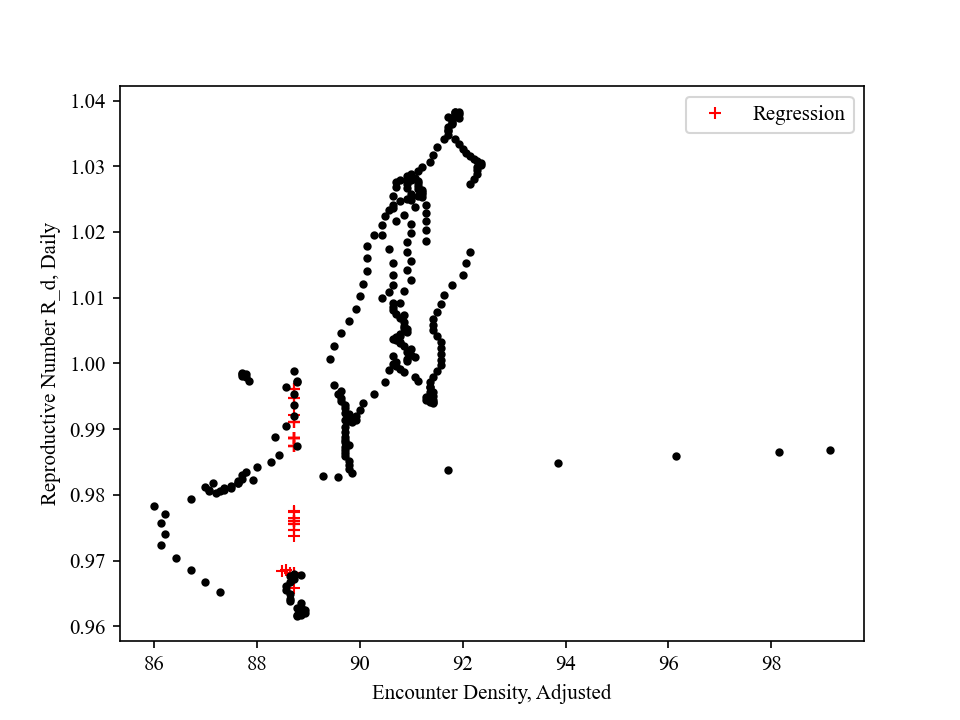 1.04
Regression
1.03
1.02
1.01
1.00
0.99
0.98
0.97
0.96
Reproductive Number R_d, Daily
86 88 90 92 94 96 98
Encounter Density, Adjusted